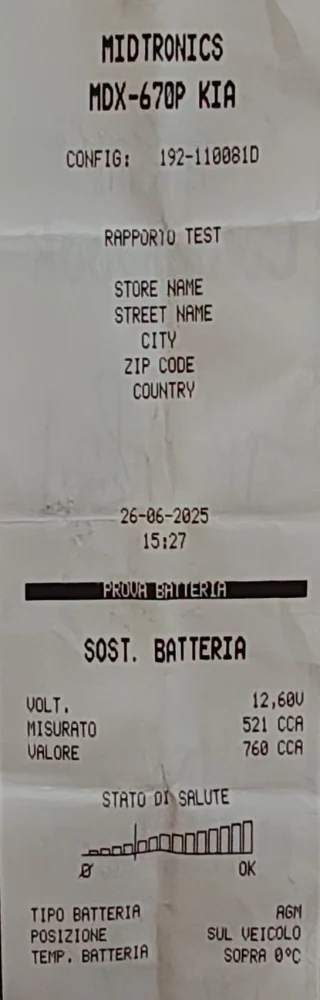 MIDTRONICS
MDX-670P KIA
CONFIG: 192-110081D
RAPPORTO TEST
STORE NAME
STREET NAME
CITY
ZIP CODE
COUNTRY
26-06-2025
15:27
PROVA BATTERIA
SOST. BATTERIA
VOLT. 12,60V
MISURATO 521 CCA
VALORE 760 CCA
STATO DI SALUTE
0 OK
TIPO BATTERIA AGM
POSIZIONE SUL VEICOLO
TEMP. BATTERIA SOPRA 0°C